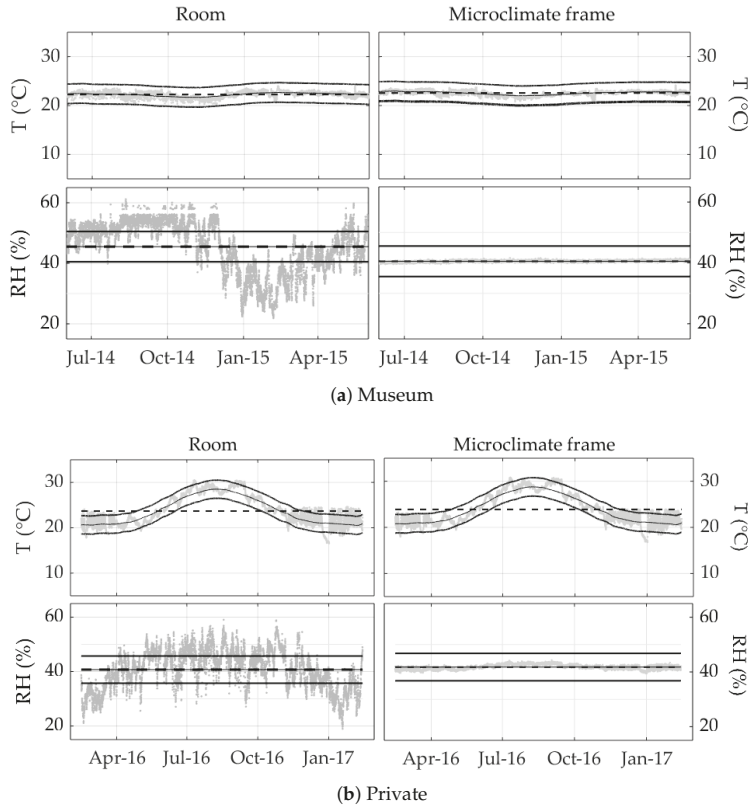 Room Microclimate frame
30
20
10
T (°C)
30
20
10
T (°C)
60
40
20
RH (%)
60
40
20
RH (%)
Jul-14 Oct-14 Jan-15 Apr-15 Jul-14 Oct-14 Jan-15 Apr-15
(a) Museum
Room Microclimate frame
30
20
10
T (°C)
30
20
10
T (°C)
60
40
20
RH (%)
60
40
20
RH (%)
Apr-16 Jul-16 Oct-16 Jan-17 Apr-16 Jul-16 Oct-16 Jan-17
(b) Private